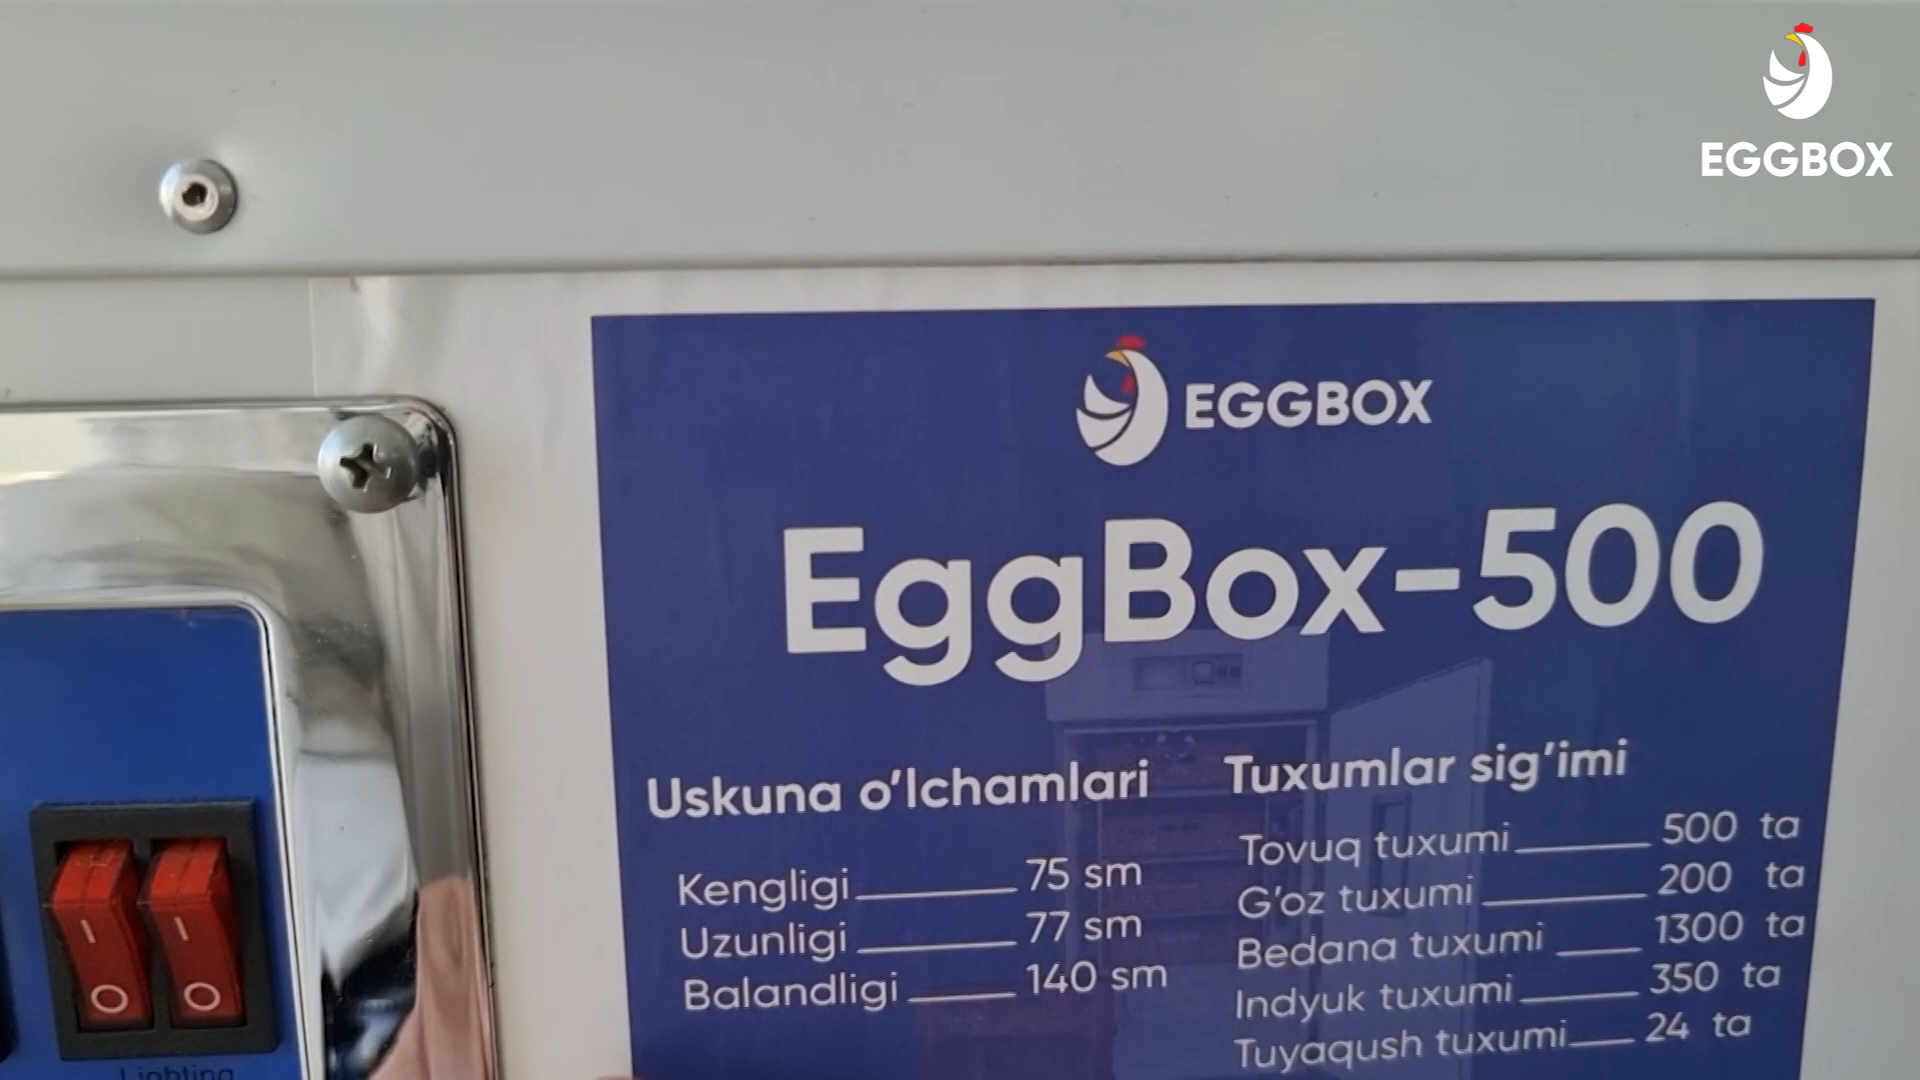 EGGBOX
EGGBOX
EggBox-500
Uskuna o'lchamlari
Kengligi 75 sm
Uzunligi 77 sm
Balandligi 140 sm
Tuxumlar sig'imi
Tovuq tuxumi 500 ta
G'oz tuxumi 200 ta
Bedana tuxumi 1300 ta
Indyuk tuxumi 350 ta
Tuyaqush tuxumi 24 ta
Lighting